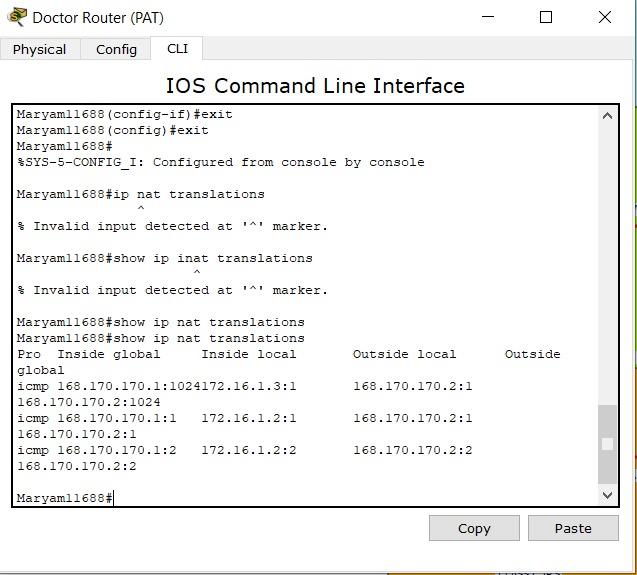 Doctor Router (PAT)
Physical Config CLI
IOS Command Line Interface
Maryam11688(config-if)#exit
Maryam11688(config)#exit
Maryam11688#
%SYS-5-CONFIG_I: Configured from console by console
Maryam11688#ip nat translations
^
% Invalid input detected at '^' marker.
Maryam11688#show ip inat translations
^
% Invalid input detected at '^' marker.
Maryam11688#show ip nat translations
Maryam11688#show ip nat translations
Pro  Inside global     Inside local       Outside local      Outside
global
icmp 168.170.170.1:1024172.16.1.3:1       168.170.170.2:1
168.170.170.2:1024
icmp 168.170.170.1:1   172.16.1.2:1       168.170.170.2:1
168.170.170.2:1
icmp 168.170.170.1:2   172.16.1.2:2       168.170.170.2:2
168.170.170.2:2
Maryam11688#
Copy Paste